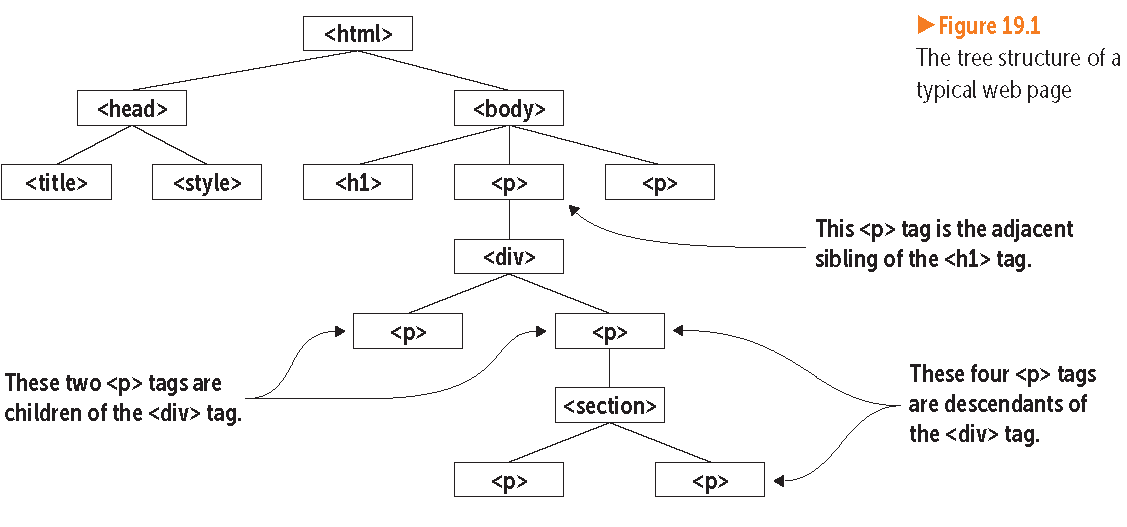 ▶ Figure 19.1
The tree structure of a
typical web page
<html>
<head>
<body>
<title>
<style>
<h1>
<p>
<p>
This <p> tag is the adjacent
sibling of the <h1> tag.
<div>
<p>
<p>
These two <p> tags are
children of the <div> tag.
These four <p> tags
are descendants of
the <div> tag.
<section>
<p>
<p>